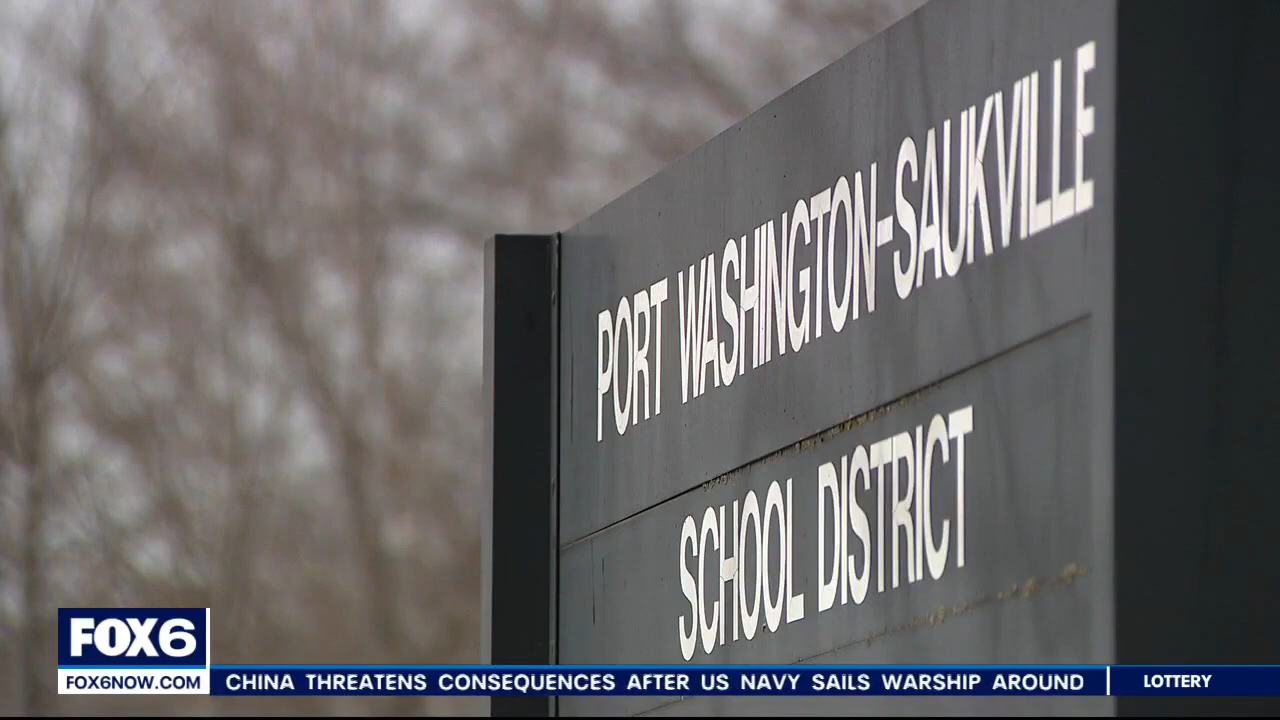 PORT WASHINGTON-SAUKVILLE
SCHOOL DISTRICT
FOX6
FOX6NOW.COM
CHINA THREATENS CONSEQUENCES AFTER US NAVY SAILS WARSHIP AROUND
LOTTERY